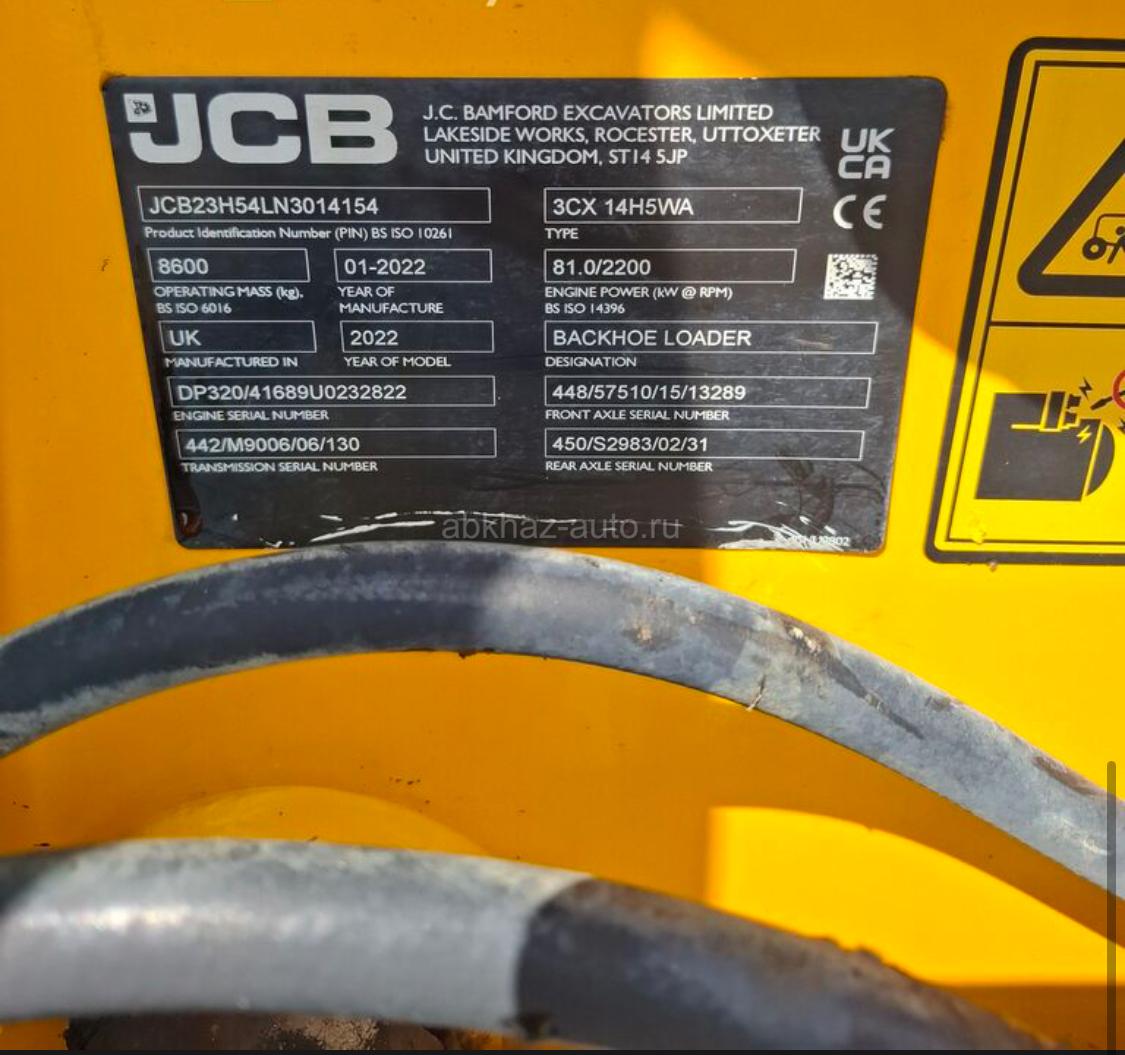 JCB
J.C. BAMFORD EXCAVATORS LIMITED
LAKESIDE WORKS, ROCESTER, UTTOXETER
UNITED KINGDOM, ST14 5JP
UK
CA
CE
JCB23H54LN3014154
Product Identification Number (PIN) BS ISO 10261
3CX 14H5WA
TYPE
8600
OPERATING MASS (kg),
BS ISO 6016
01-2022
YEAR OF
MANUFACTURE
81.0/2200
ENGINE POWER (kW @ RPM)
BS ISO 14396
UK
MANUFACTURED IN
2022
YEAR OF MODEL
BACKHOE LOADER
DESIGNATION
DP320/41689U0232822
ENGINE SERIAL NUMBER
448/57510/15/13289
FRONT AXLE SERIAL NUMBER
442/M9006/06/130
TRANSMISSION SERIAL NUMBER
450/S2983/02/31
REAR AXLE SERIAL NUMBER
abkhaz-auto.ru